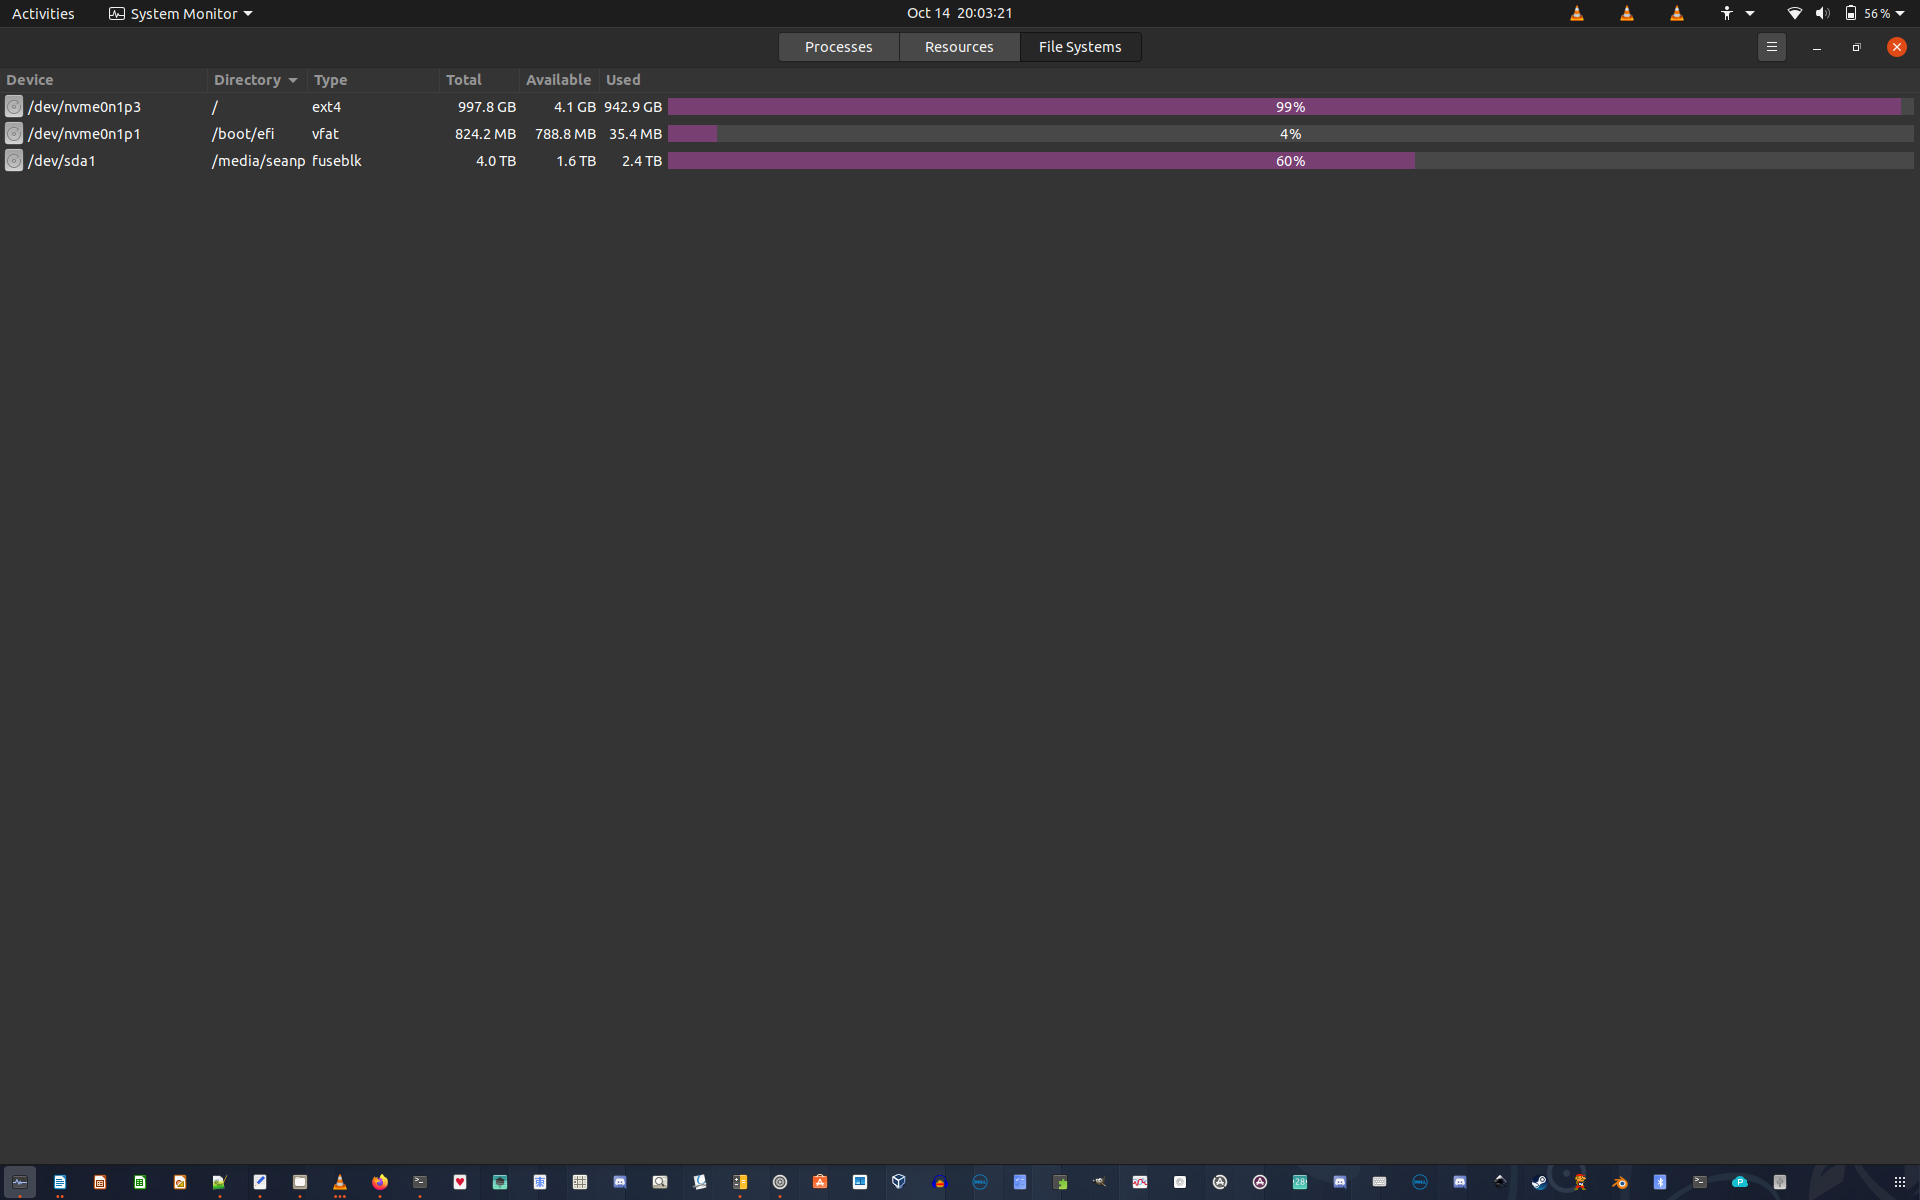 Activities System Monitor Oct 14 20:03:21 56 %
Processes Resources File Systems
Device Directory Type Total Available Used
/dev/nvme0n1p3 / ext4 997.8 GB 4.1 GB 942.9 GB 99%
/dev/nvme0n1p1 /boot/efi vfat 824.2 MB 788.8 MB 35.4 MB 4%
/dev/sda1 /media/seanp fuseblk 4.0 TB 1.6 TB 2.4 TB 60%